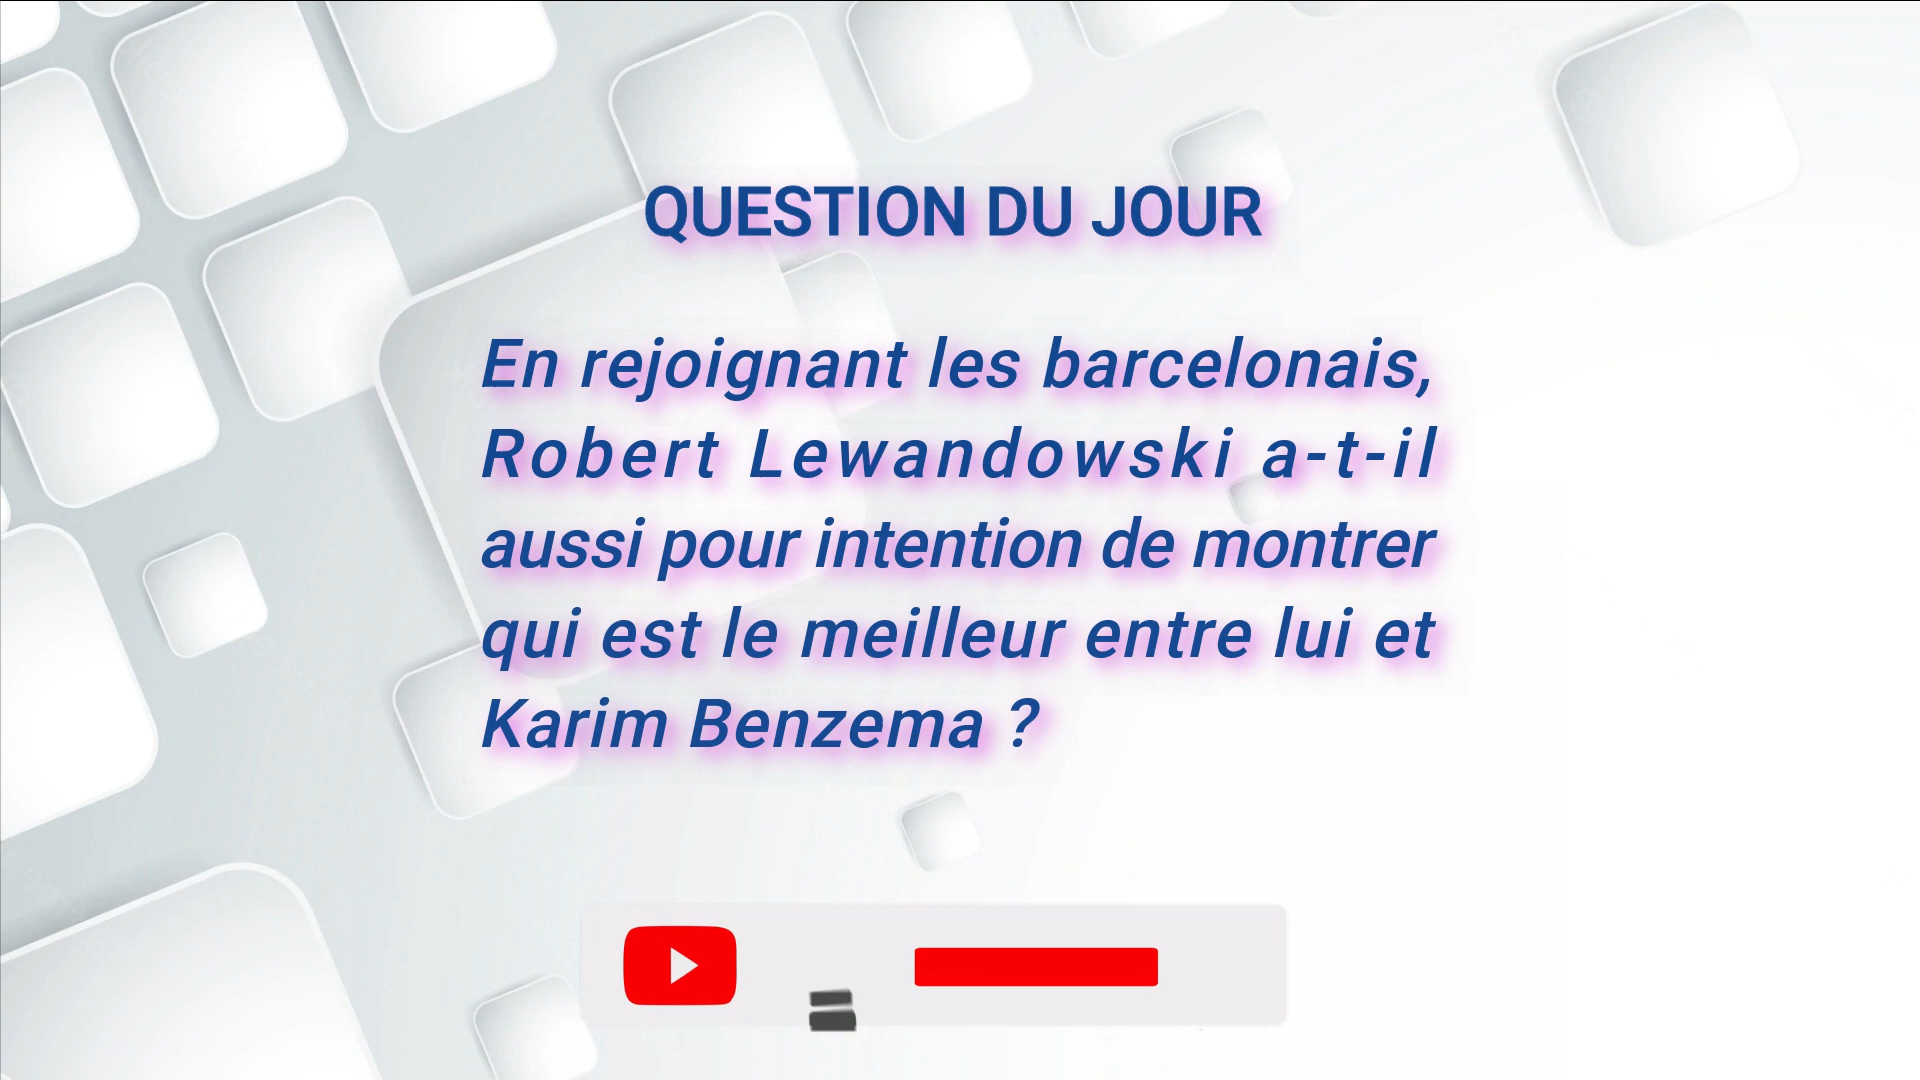 QUESTION DU JOUR
En rejoignant les barcelonais,
Robert Lewandowski a-t-il
aussi pour intention de montrer
qui est le meilleur entre lui et
Karim Benzema ?